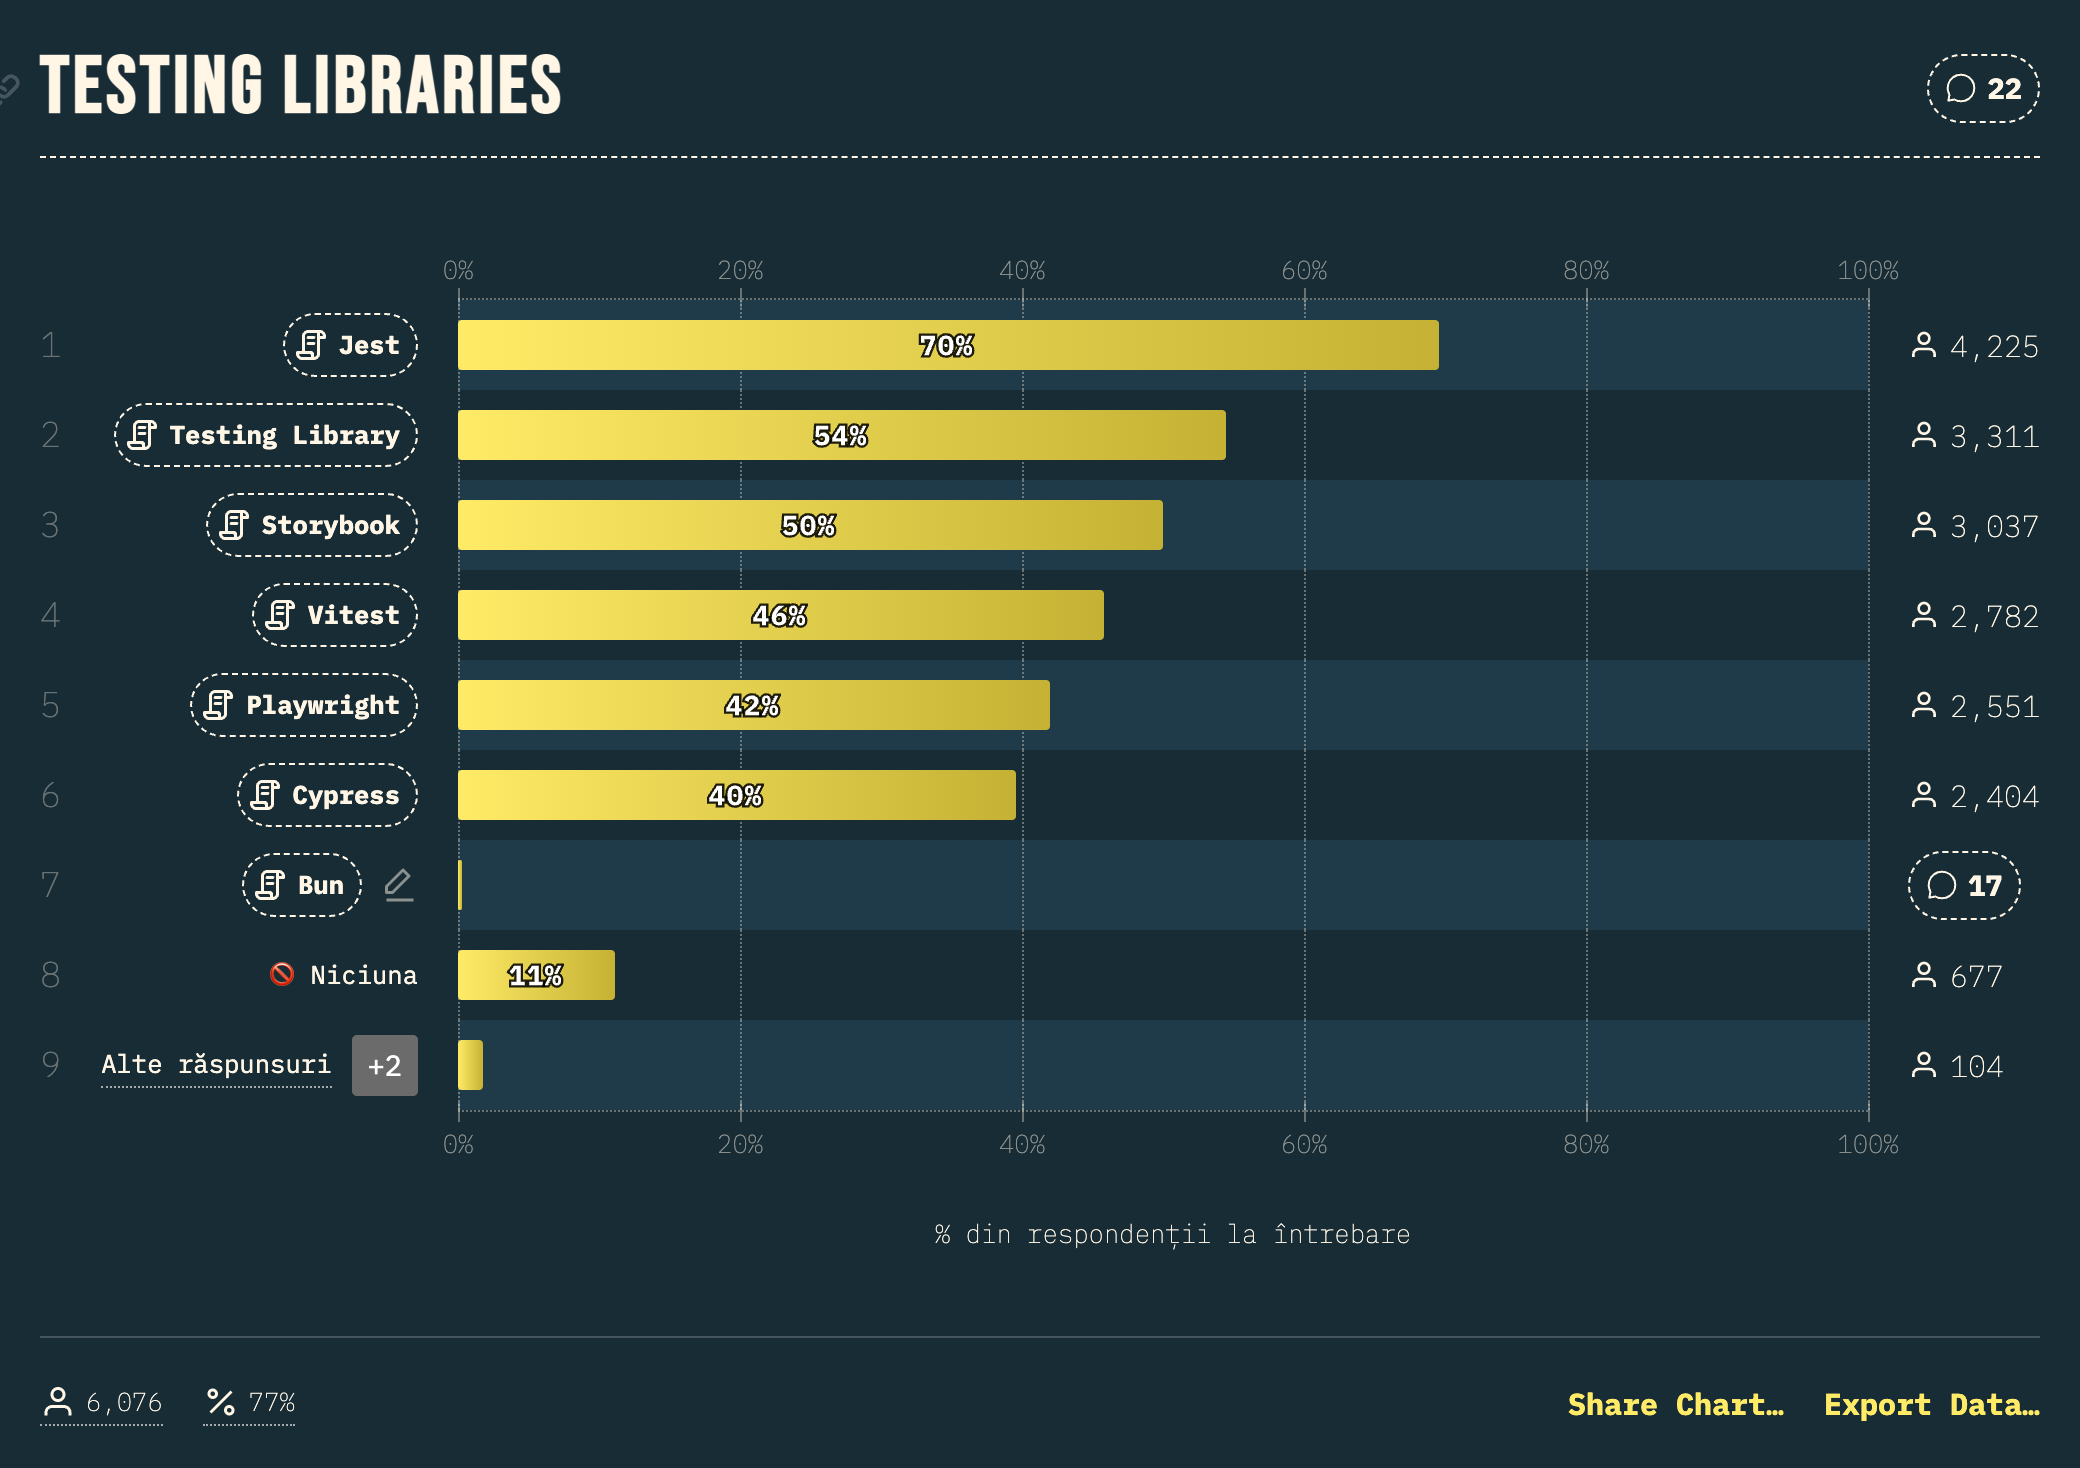 TESTING LIBRARIES
22
0% 20% 40% 60% 80% 100%
1 Jest 70% 4,225
2 Testing Library 54% 3,311
3 Storybook 50% 3,037
4 Vitest 46% 2,782
5 Playwright 42% 2,551
6 Cypress 40% 2,404
7 Bun 17
8 Niciuna 11% 677
9 Alte răspunsuri +2 104
0% 20% 40% 60% 80% 100%
% din respondenții la întrebare
6,076 77% Share Chart… Export Data…